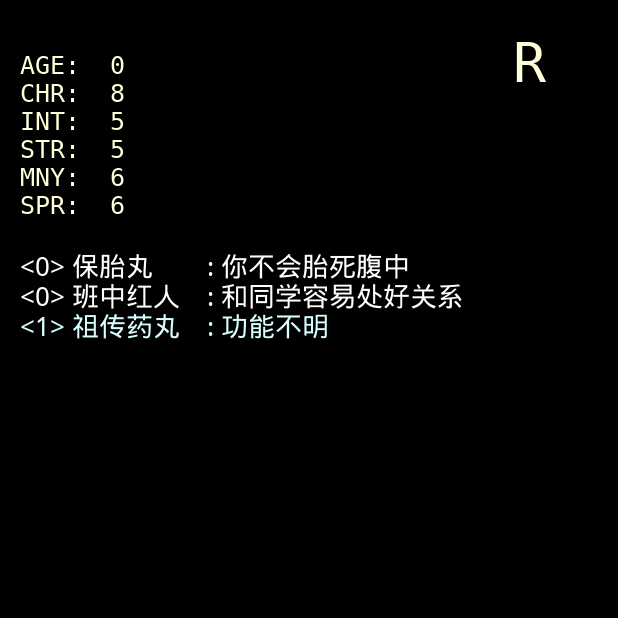 R
AGE: 0
CHR: 8
INT: 5
STR: 5
MNY: 6
SPR: 6
<0> 保胎丸 : 你不会胎死腹中
<0> 班中红人 : 和同学容易处好关系
<1> 祖传药丸 : 功能不明